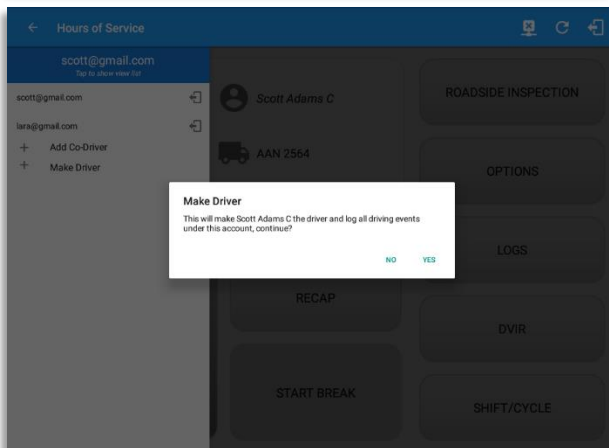 Hours of Service
scott@gmail.com
Tap to show view list
scott@gmail.com
lara@gmail.com
Add Co-Driver
Make Driver
Scott Adams C
AAN 2564
ROADSIDE INSPECTION
OPTIONS
LOGS
Make Driver
This will make Scott Adams C the driver and log all driving events
under this account, continue?
NO YES
RECAP
DVIR
START BREAK
SHIFT/CYCLE